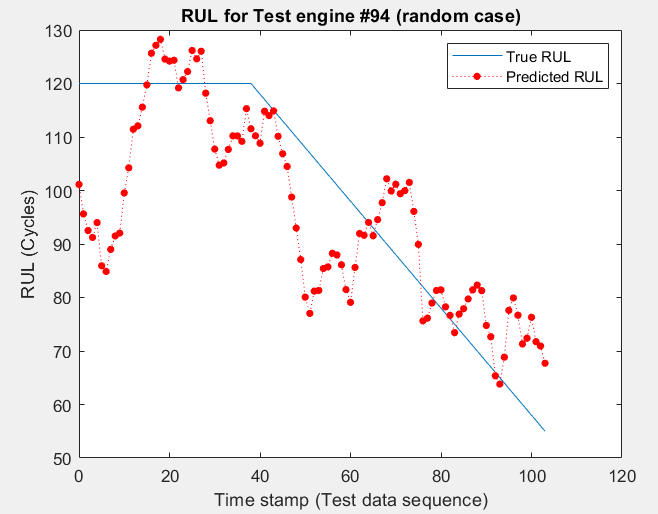 RUL for Test engine #94 (random case)
True RUL
Predicted RUL
130
120
110
100
90
80
70
60
50
RUL (Cycles)
0 20 40 60 80 100 120
Time stamp (Test data sequence)